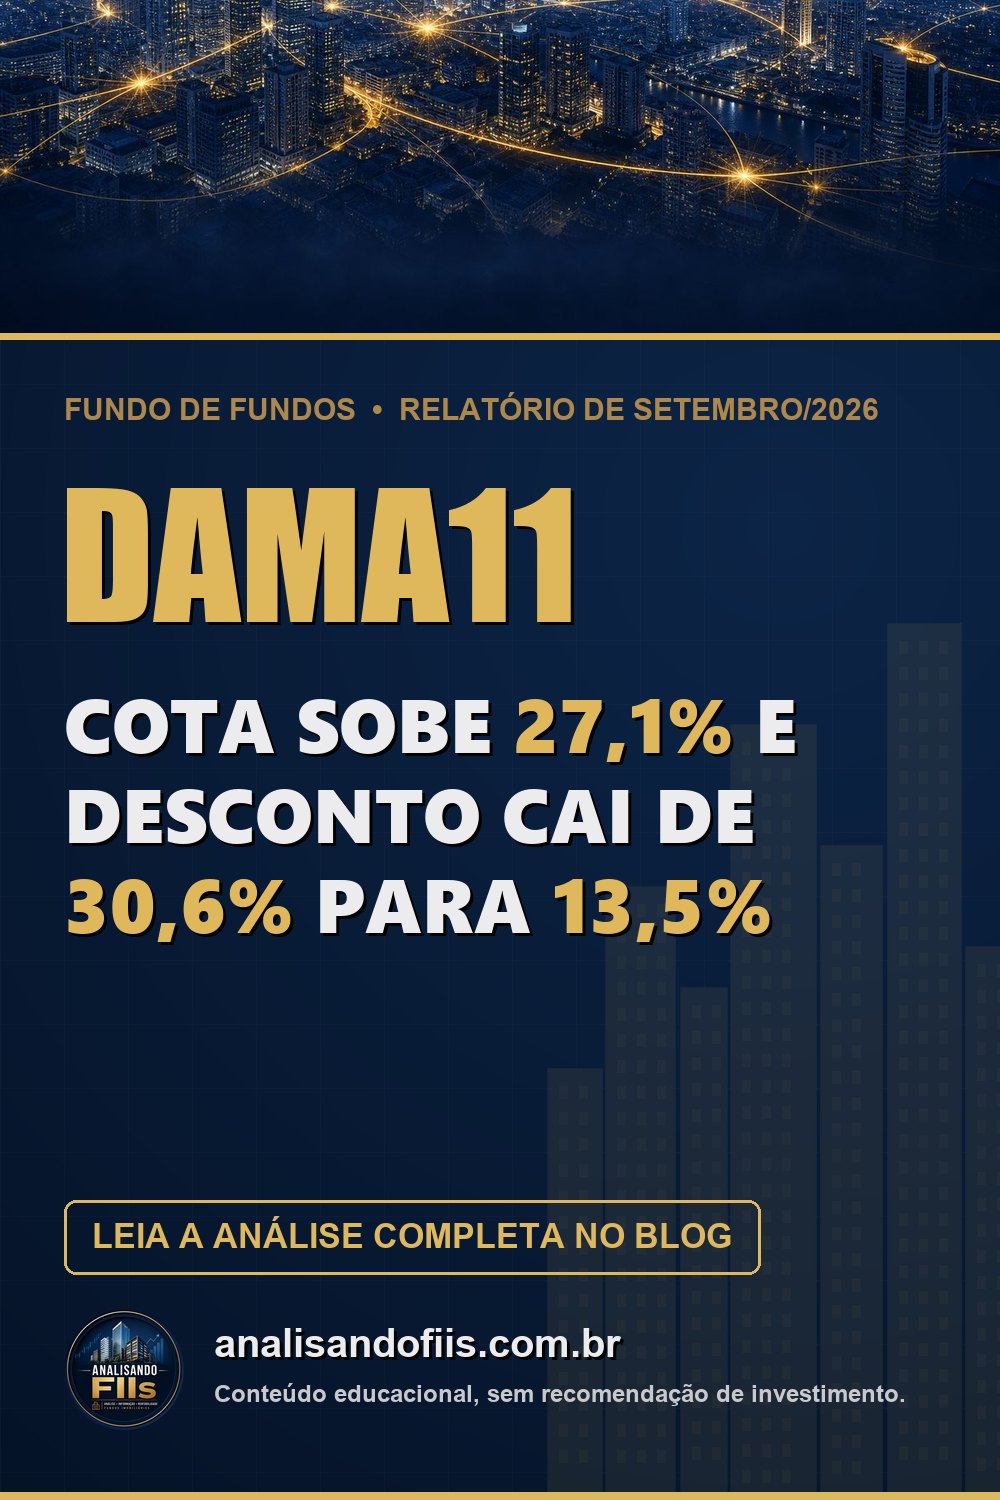 FUNDO DE FUNDOS • RELATÓRIO DE SETEMBRO/2026
DAMA11
COTA SOBE 27,1% E
DESCONTO CAI DE
30,6% PARA 13,5%
LEIA A ANÁLISE COMPLETA NO BLOG
ANALISANDO
FIIs
analisandofiis.com.br
Conteúdo educacional, sem recomendação de investimento.